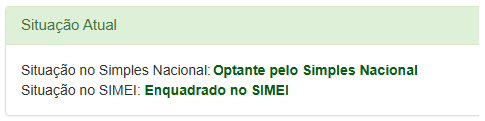 Situação Atual
Situação no Simples Nacional: Optante pelo Simples Nacional
Situação no SIMEI: Enquadrado no SIMEI